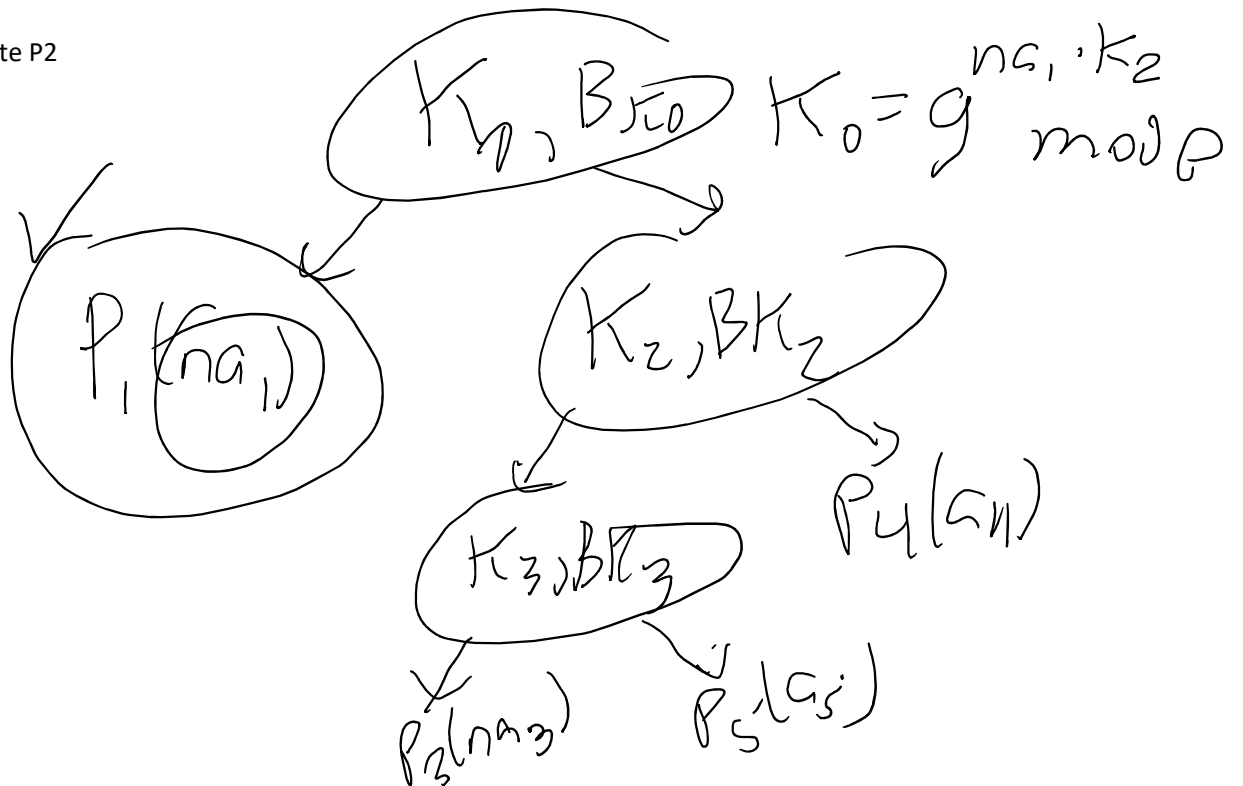 te P2
K0, BK0
K0 = g^na1·k2 mod p
P1(na1)
K2, BK2
P4(a4)
K3, BK3
P3(na3)
P5(a5)